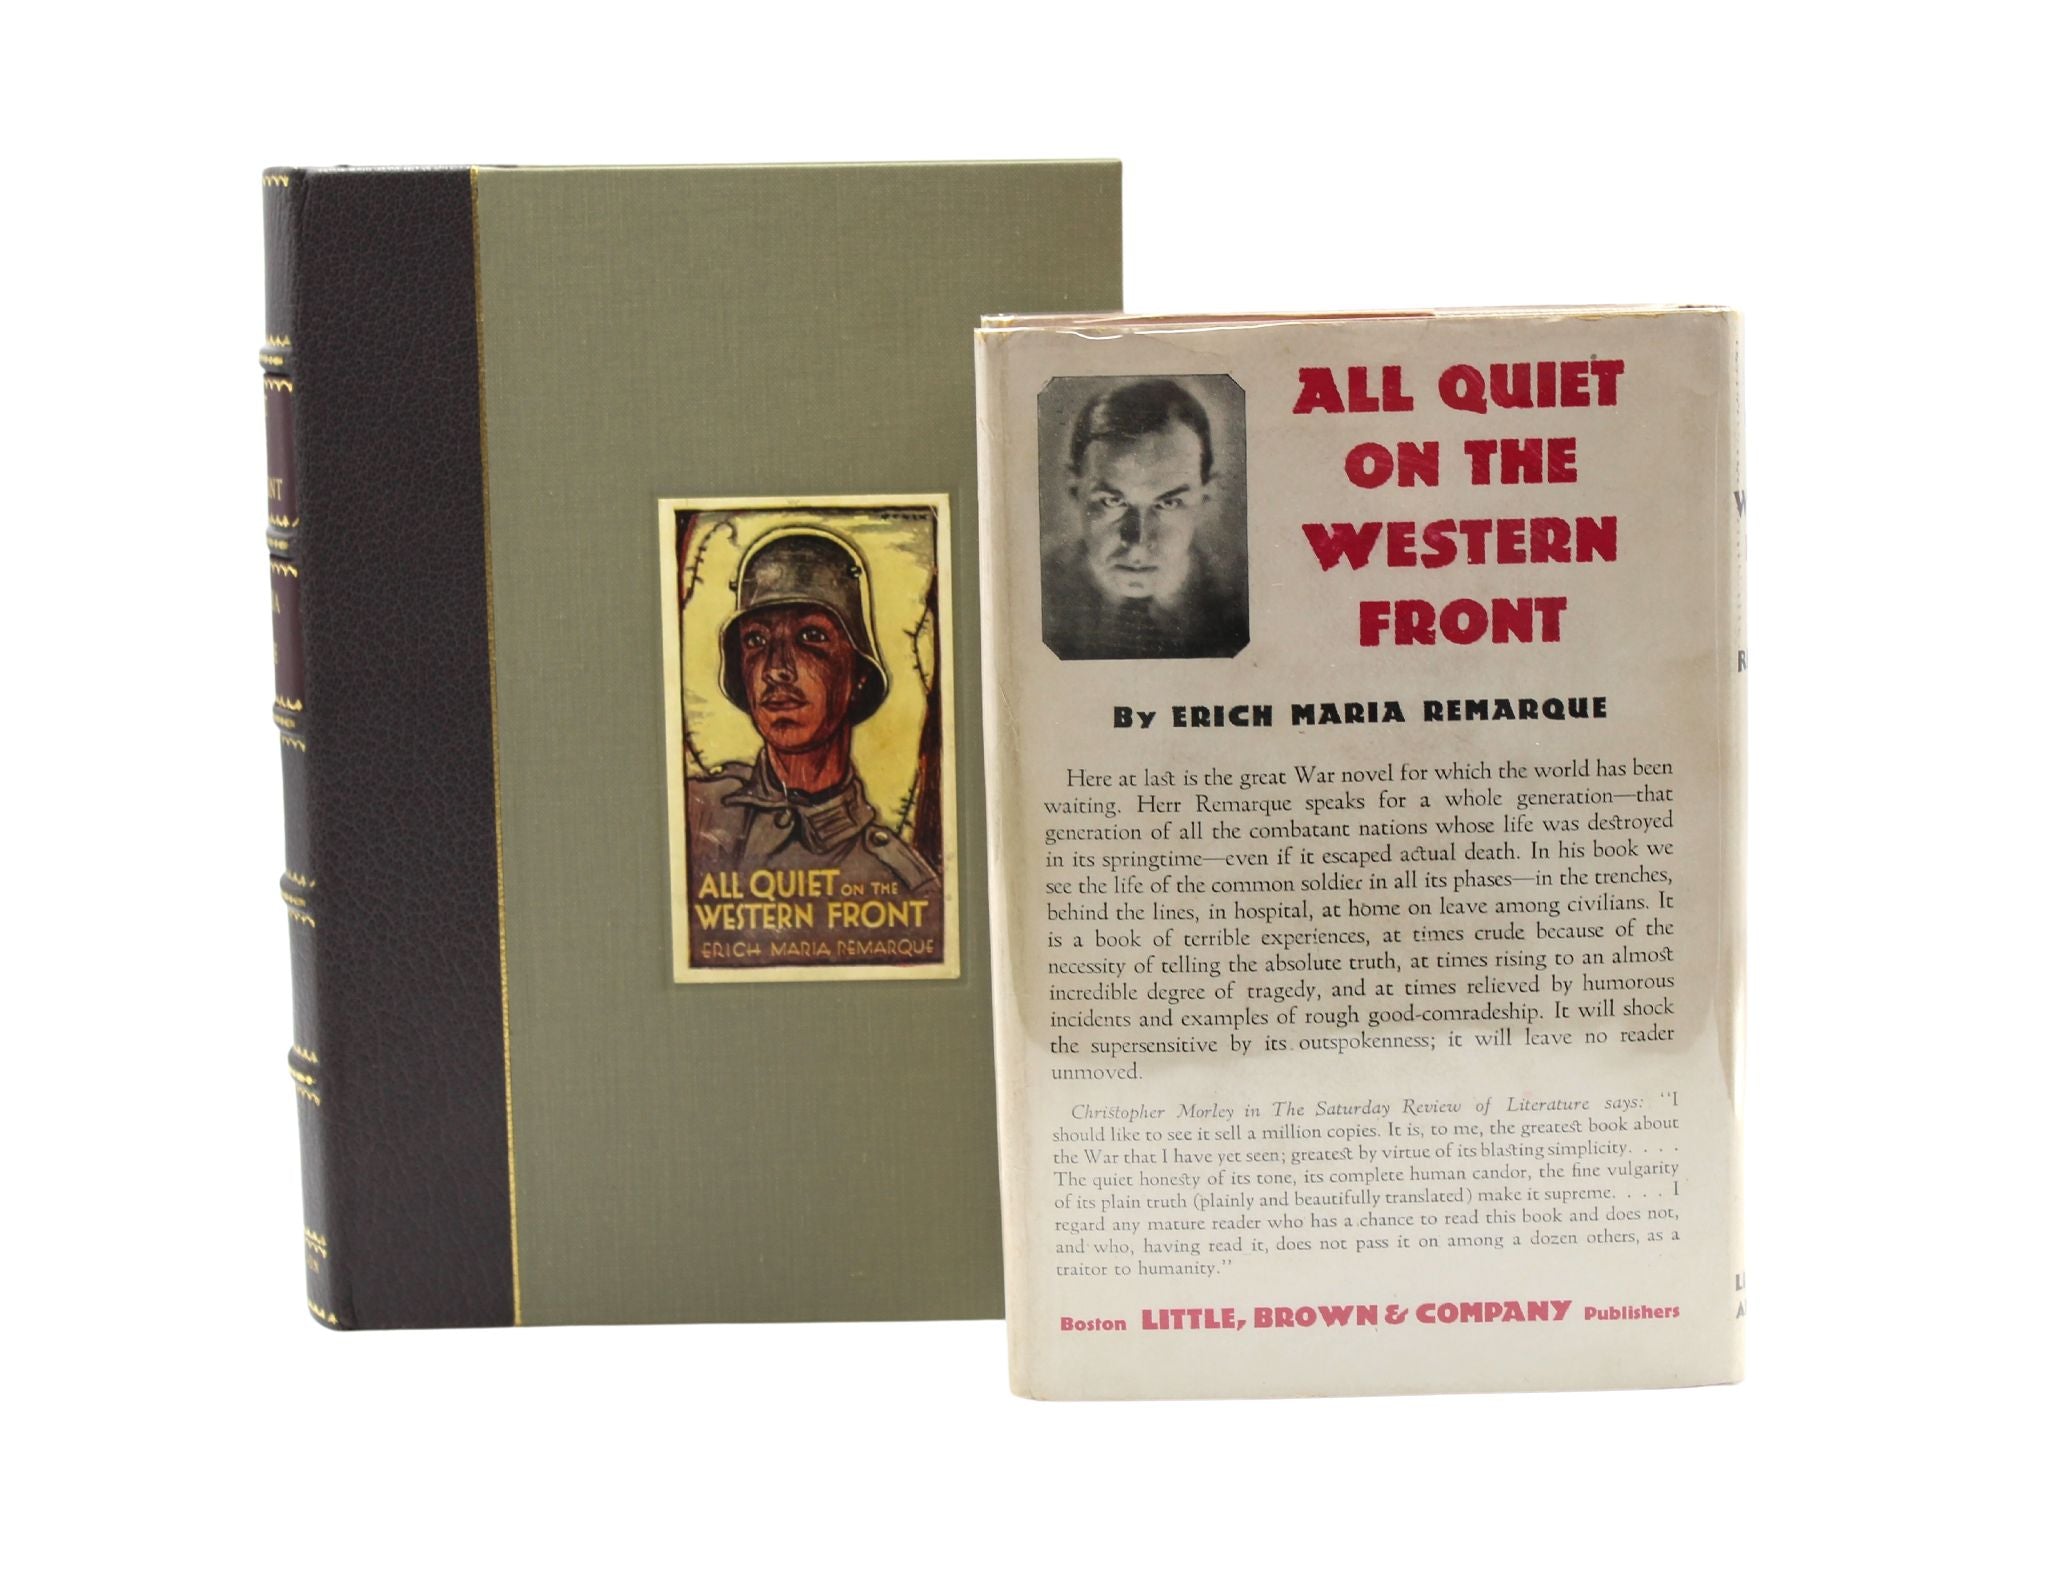 ALL QUIET ON THE
WESTERN FRONT
ERICH MARIA REMARQUE
ALL QUIET
ON THE
WESTERN
FRONT
By ERICH MARIA REMARQUE
Here at last is the great War novel for which the world has been
waiting. Herr Remarque speaks for a whole generation—that
generation of all the combatant nations whose life was destroyed
in its springtime—even if it escaped actual death. In his book we
see the life of the common soldier in all its phases—in the trenches,
behind the lines, in hospital, at home on leave among civilians. It
is a book of terrible experiences, at times crude because of the
necessity of telling the absolute truth, at times rising to an almost
incredible degree of tragedy, and at times relieved by humorous
incidents and examples of rough good-comradeship. It will shock
the supersensitive by its outspokenness; it will leave no reader
unmoved.
Christopher Morley in The Saturday Review of Literature says: "I
should like to see it sell a million copies. It is, to me, the greatest book about
the War that I have yet seen; greatest by virtue of its blasting simplicity. . . .
The quiet honesty of its tone, its complete human candor, the fine vulgarity
of its plain truth (plainly and beautifully translated) make it supreme. . . . I
regard any mature reader who has a chance to read this book and does not,
and who, having read it, does not pass it on among a dozen others, as a
traitor to humanity."
Boston LITTLE, BROWN & COMPANY Publishers